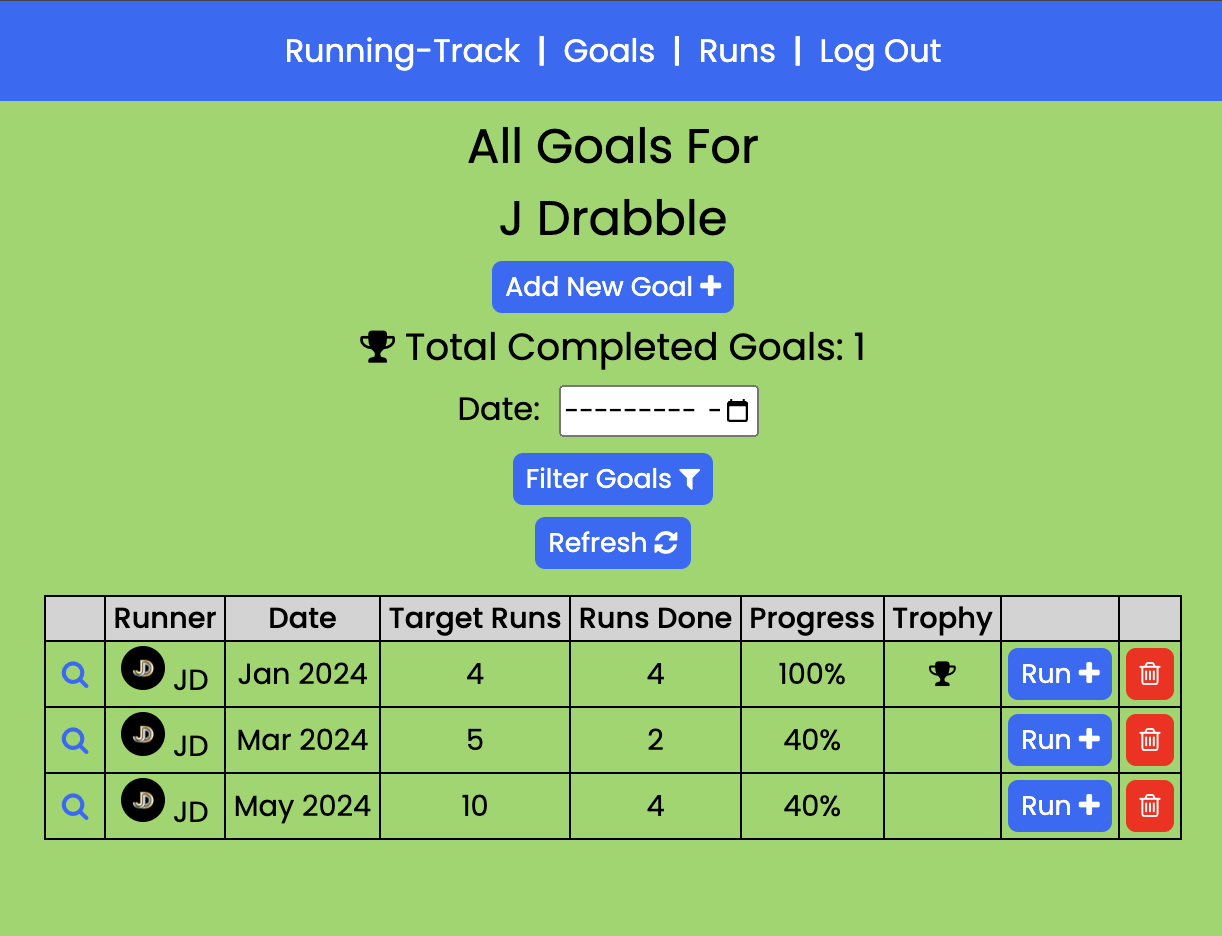 Running-Track | Goals | Runs | Log Out
All Goals For
J Drabble
Add New Goal
Total Completed Goals: 1
Date: --------- -
Filter Goals
Refresh
Runner Date Target Runs Runs Done Progress Trophy
JD JD Jan 2024 4 4 100% Run
JD JD Mar 2024 5 2 40% Run
JD JD May 2024 10 4 40% Run